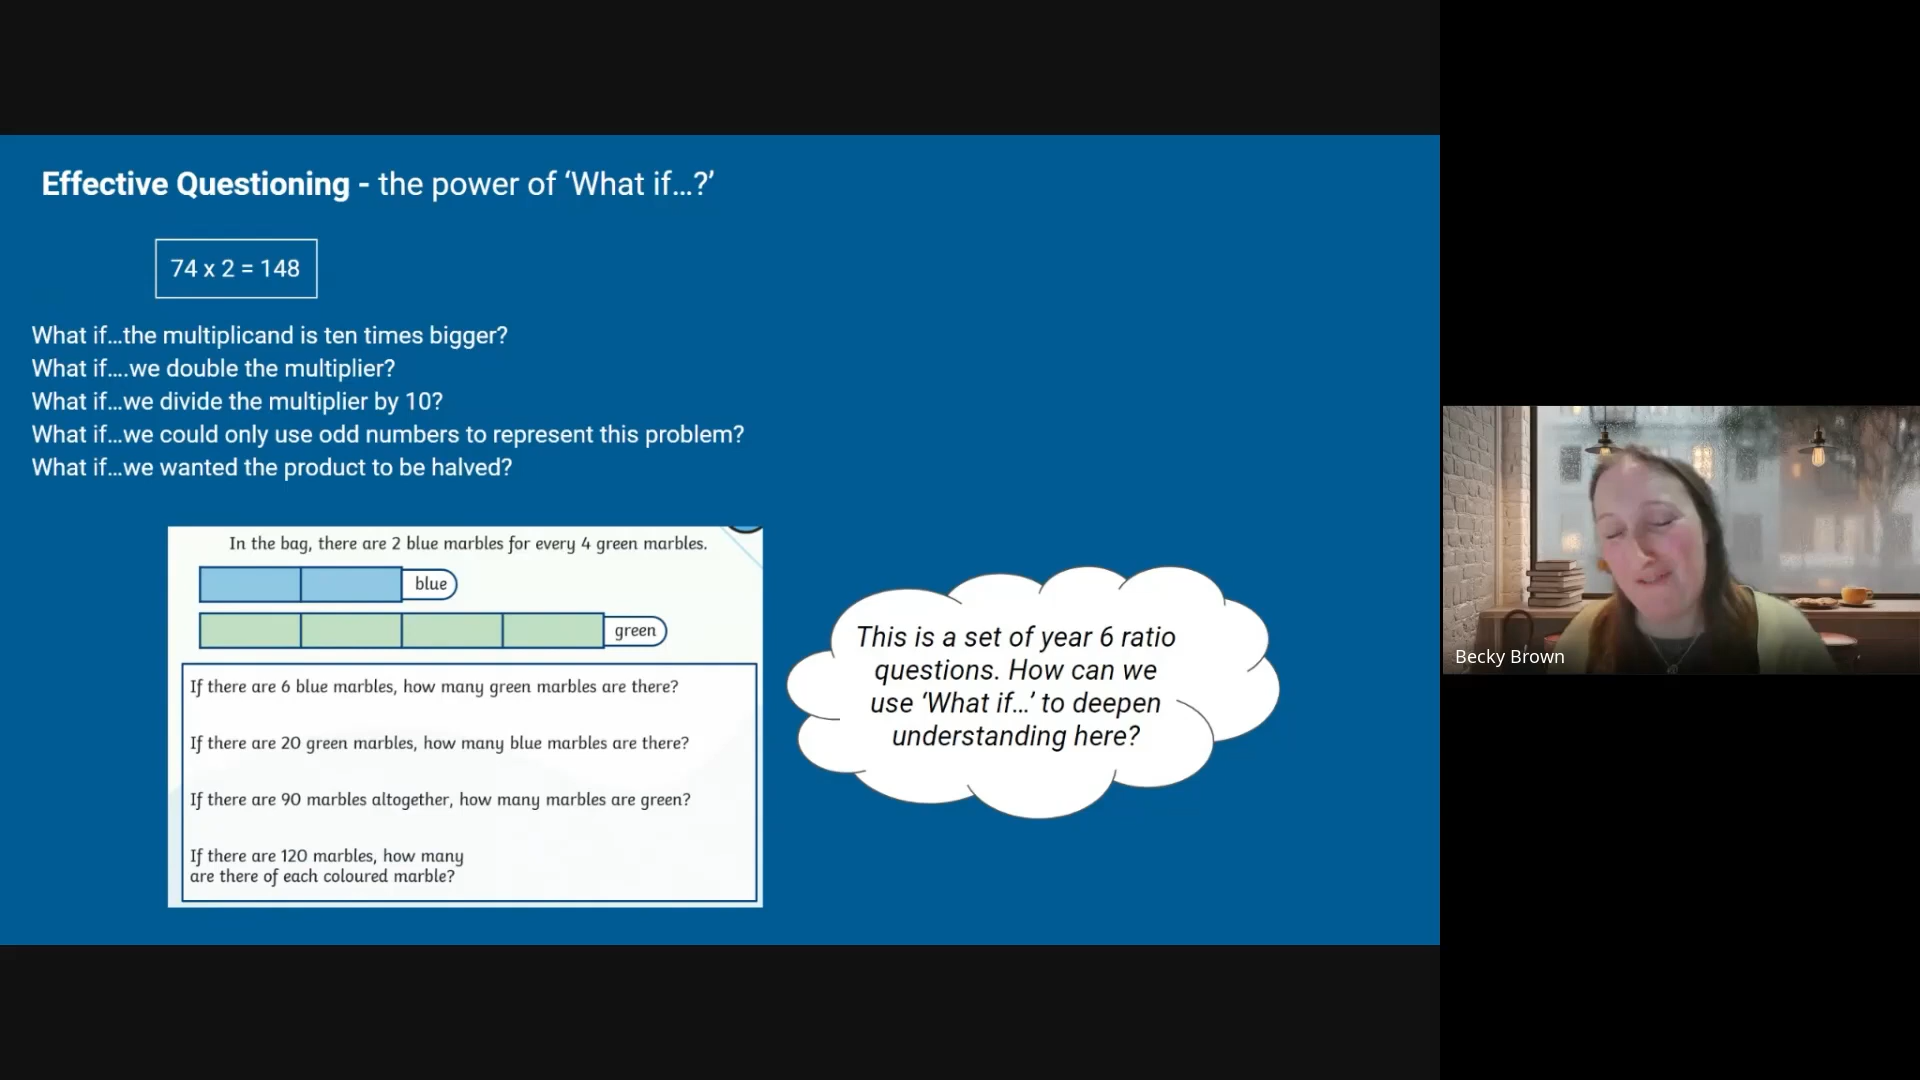 Effective Questioning - the power of ‘What if…?’
74 x 2 = 148
What if…the multiplicand is ten times bigger?
What if….we double the multiplier?
What if…we divide the multiplier by 10?
What if…we could only use odd numbers to represent this problem?
What if…we wanted the product to be halved?
In the bag, there are 2 blue marbles for every 4 green marbles.
blue
green
If there are 6 blue marbles, how many green marbles are there?
If there are 20 green marbles, how many blue marbles are there?
If there are 90 marbles altogether, how many marbles are green?
If there are 120 marbles, how many
are there of each coloured marble?
This is a set of year 6 ratio
questions. How can we
use ‘What if…’ to deepen
understanding here?
Becky Brown